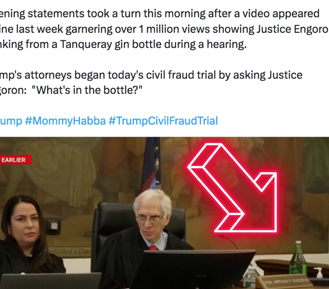 ening statements took a turn this morning after a video appeared
ine last week garnering over 1 million views showing Justice Engoro
nking from a Tanqueray gin bottle during a hearing.
mp's attorneys began today's civil fraud trial by asking Justice
goron: "What's in the bottle?"
ump #MommyHabba #TrumpCivilFraudTrial
EARLIER